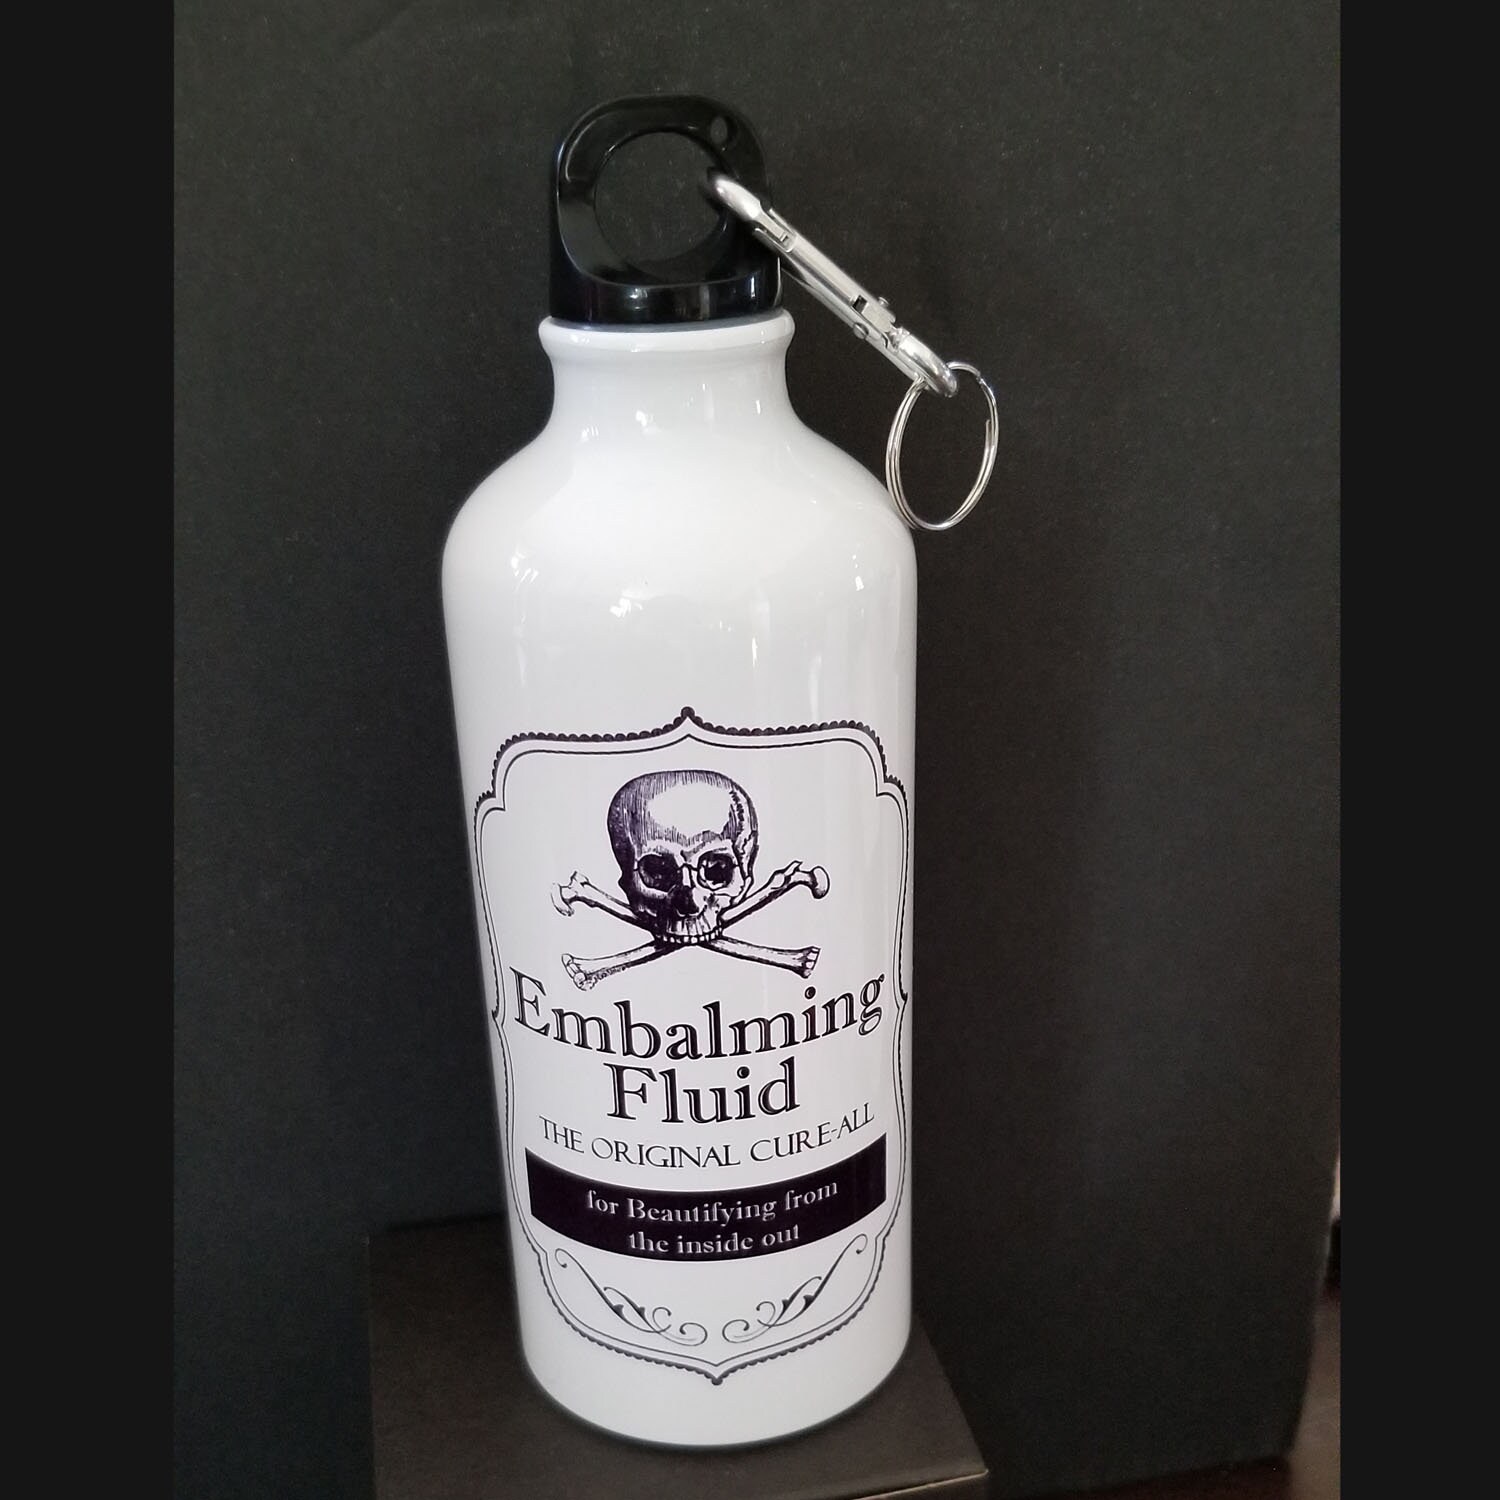 Embalming
Fluid
THE ORIGINAL CURE-ALL
for Beautifying from
the inside out